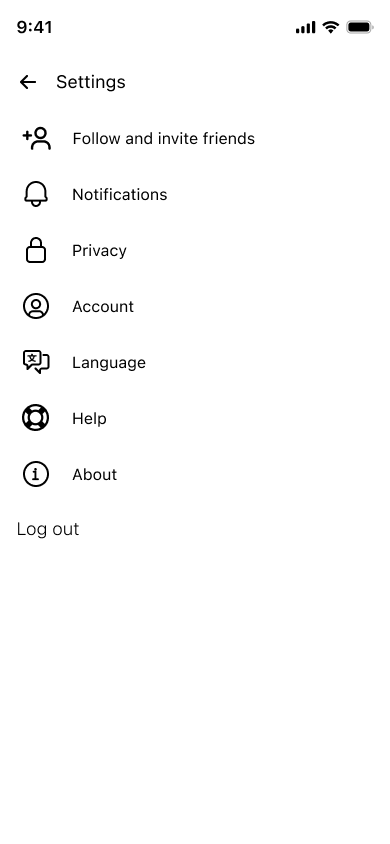 9:41
Settings
Follow and invite friends
Notifications
Privacy
Account
Language
Help
About
Log out